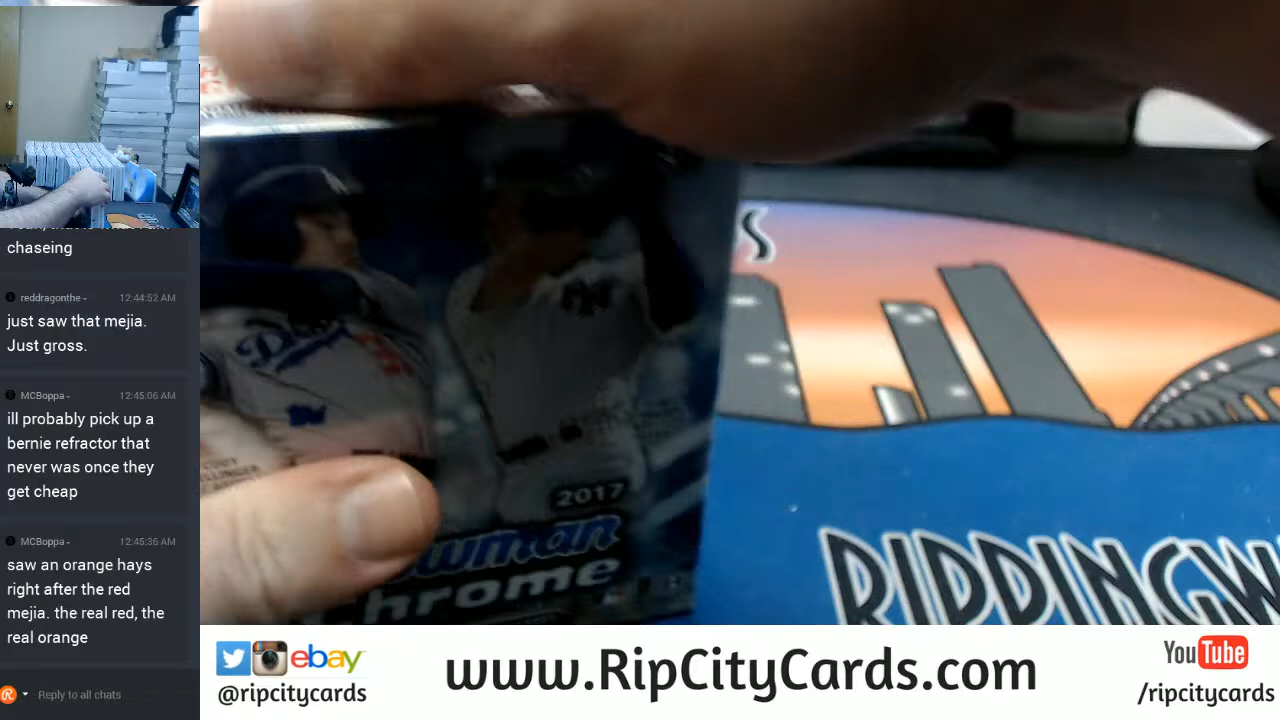 chaseing
reddragonthe 12:44:52 AM
just saw that mejia.
Just gross.
MCBoppa 12:45:06 AM
ill probably pick up a
bernie refractor that
never was once they
get cheap
MCBoppa 12:45:36 AM
saw an orange hays
right after the red
mejia. the real red, the
real orange
Reply to all chats
S
NY
2017
owman
hrome
RIDDINGW
ebay
@ripcitycards
www.RipCityCards.com
YouTube
/ripcitycards